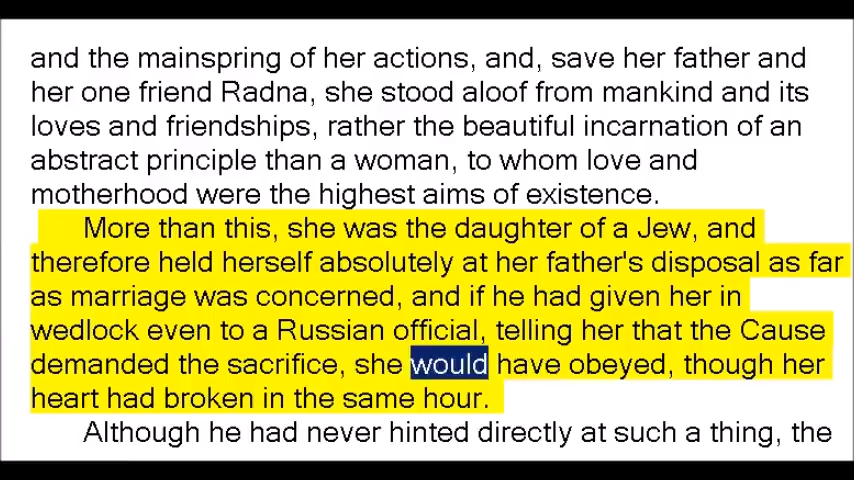 and the mainspring of her actions, and, save her father and
her one friend Radna, she stood aloof from mankind and its
loves and friendships, rather the beautiful incarnation of an
abstract principle than a woman, to whom love and
motherhood were the highest aims of existence.
More than this, she was the daughter of a Jew, and
therefore held herself absolutely at her father's disposal as far
as marriage was concerned, and if he had given her in
wedlock even to a Russian official, telling her that the Cause
demanded the sacrifice, she would have obeyed, though her
heart had broken in the same hour.
Although he had never hinted directly at such a thing, the